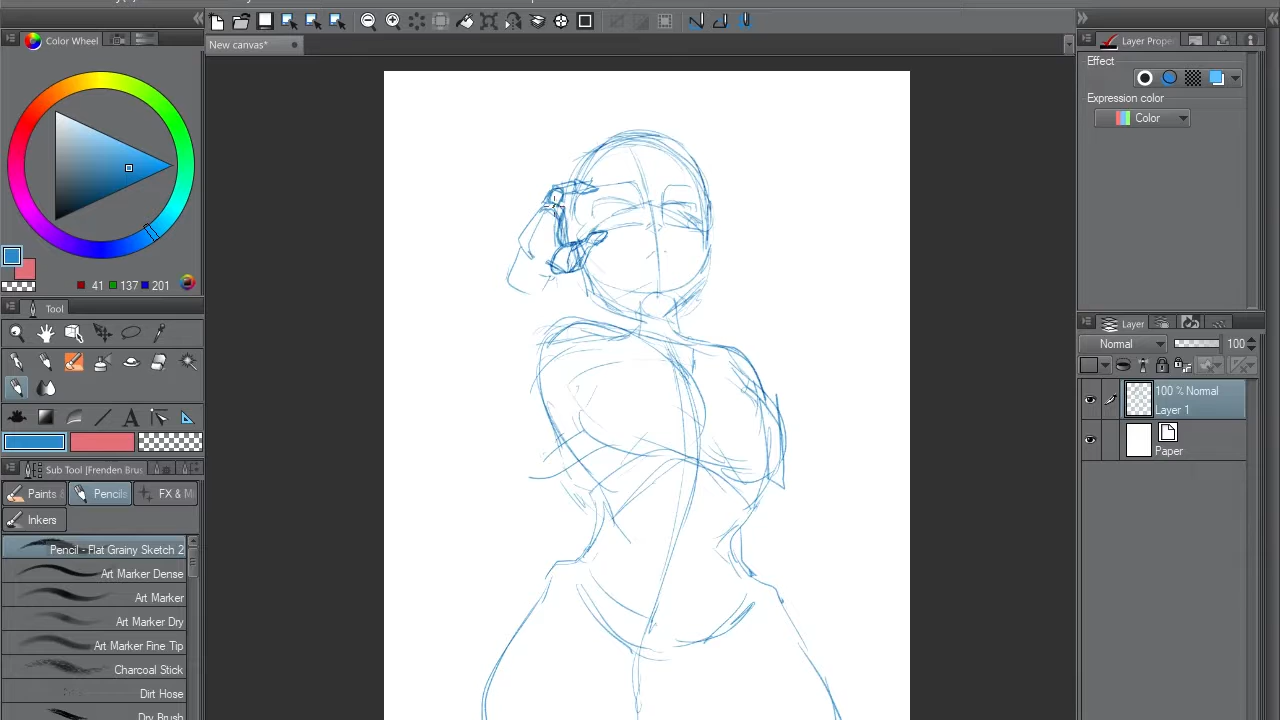 New canvas*
Color Wheel
41 137 201
Tool
Sub Tool [Frenden Brus
Paints &
Pencils
FX & M
Inkers
Pencil - Flat Grainy Sketch 2
Art Marker Dense
Art Marker
Art Marker Dry
Art Marker Fine Tip
Charcoal Stick
Dirt Hose
Dry Brush
Layer Prope
Effect
Expression color
Color
Layer
Normal 100
100 % Normal
Layer 1
Paper